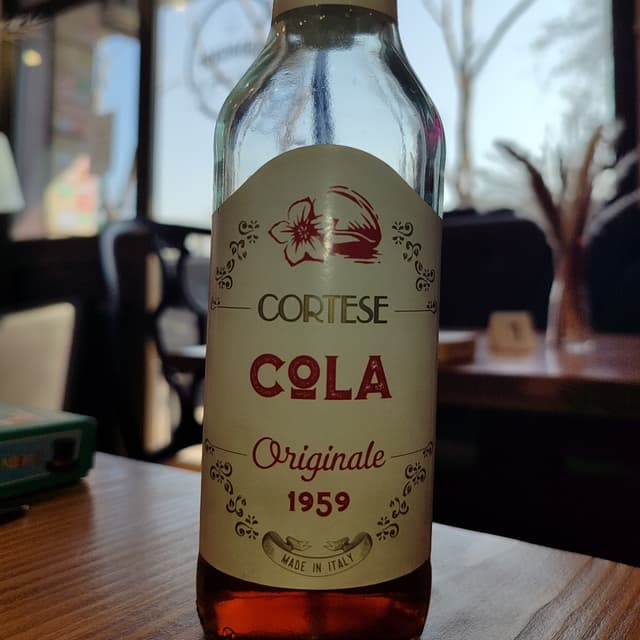 CORTESE
COLA
Originale
1959
MADE IN ITALY